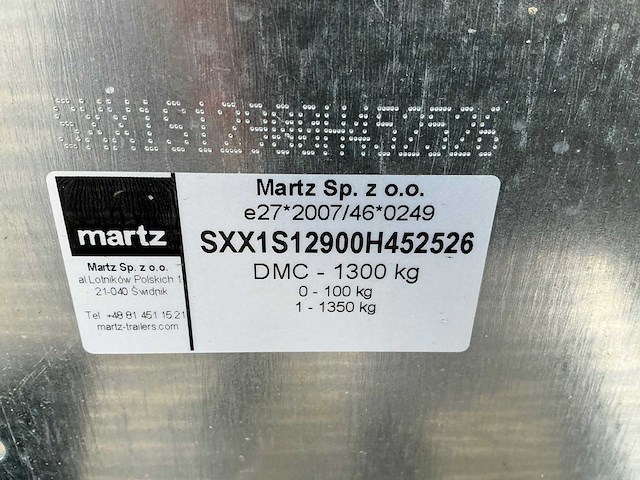 SXX1S12900H452526
martz
Martz Sp. z o.o.
al.Lotników Polskich 1
21-040 Świdnik
Tel. +48 81 451 15 21
martz-trailers.com
Martz Sp. z o.o.
e27*2007/46*0249
SXX1S12900H452526
DMC - 1300 kg
0 - 100 kg
1 - 1350 kg